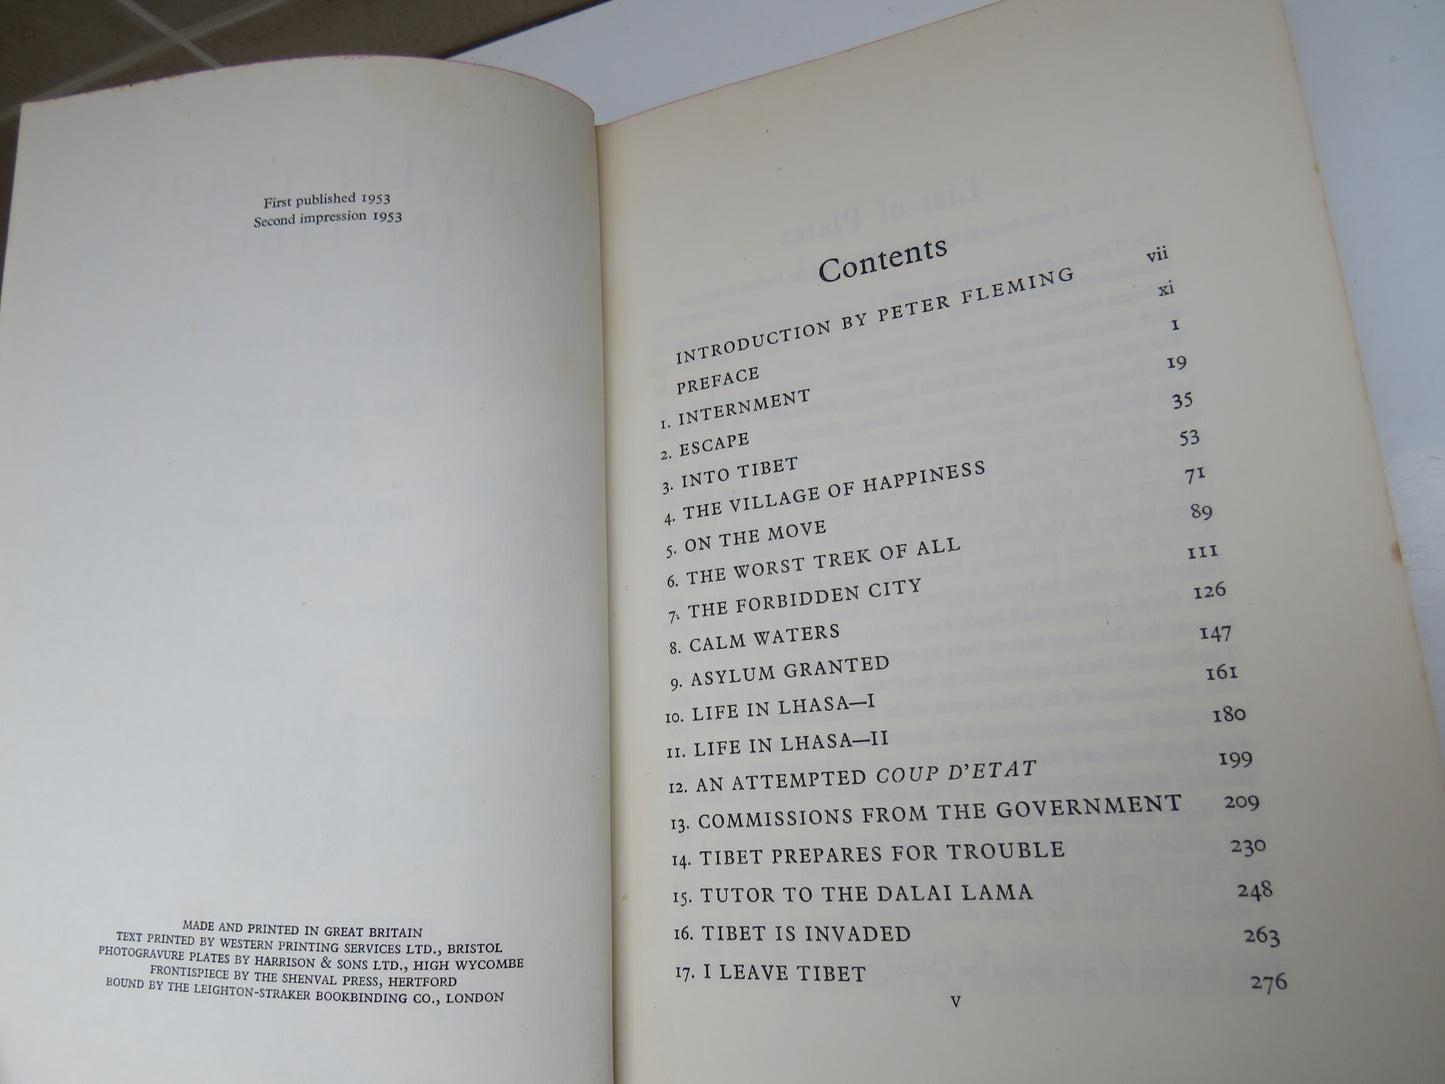 First published 1953
Second impression 1953
MADE AND PRINTED IN GREAT BRITAIN
TEXT PRINTED BY WESTERN PRINTING SERVICES LTD., BRISTOL
PHOTOGRAVURE PLATES BY HARRISON & SONS LTD., HIGH WYCOMBE
FRONTISPIECE BY THE SHENVAL PRESS, HERTFORD
BOUND BY THE LEIGHTON-STRAKER BOOKBINDING CO., LONDON
Contents
INTRODUCTION BY PETER FLEMING vii
PREFACE xi
1. INTERNMENT 1
2. ESCAPE 19
3. INTO TIBET 35
4. THE VILLAGE OF HAPPINESS 53
5. ON THE MOVE 71
6. THE WORST TREK OF ALL 89
7. THE FORBIDDEN CITY 111
8. CALM WATERS 126
9. ASYLUM GRANTED 147
10. LIFE IN LHASA—I 161
11. LIFE IN LHASA—II 180
12. AN ATTEMPTED COUP D'ETAT 199
13. COMMISSIONS FROM THE GOVERNMENT 209
14. TIBET PREPARES FOR TROUBLE 230
15. TUTOR TO THE DALAI LAMA 248
16. TIBET IS INVADED 263
17. I LEAVE TIBET 276
v